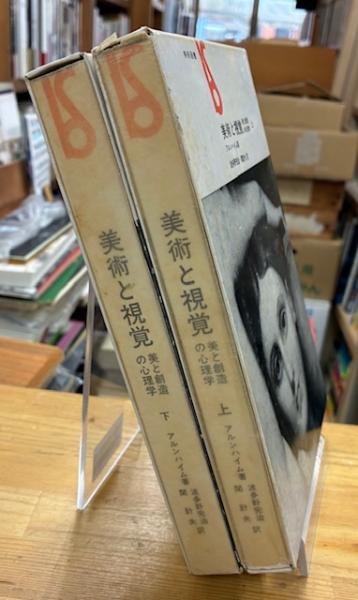 美術と視覚
美と創造
の心理学
下
アルンハイム著
波多野完治
関 計夫 訳
美術と視覚
美と創造
の心理学
上
アルンハイム著
波多野完治
関 計夫 訳
美術と視覚